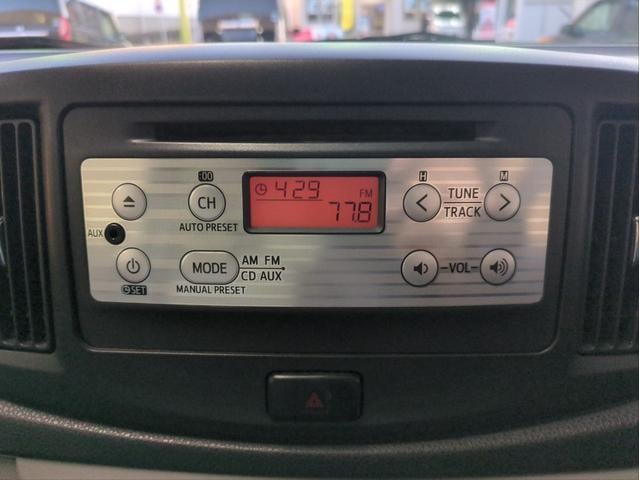 :00
H
M
CH
4:29
FM
77.8
TUNE
TRACK
AUTO PRESET
AUX
MODE
AM FM
CD AUX
VOL
SET
MANUAL PRESET